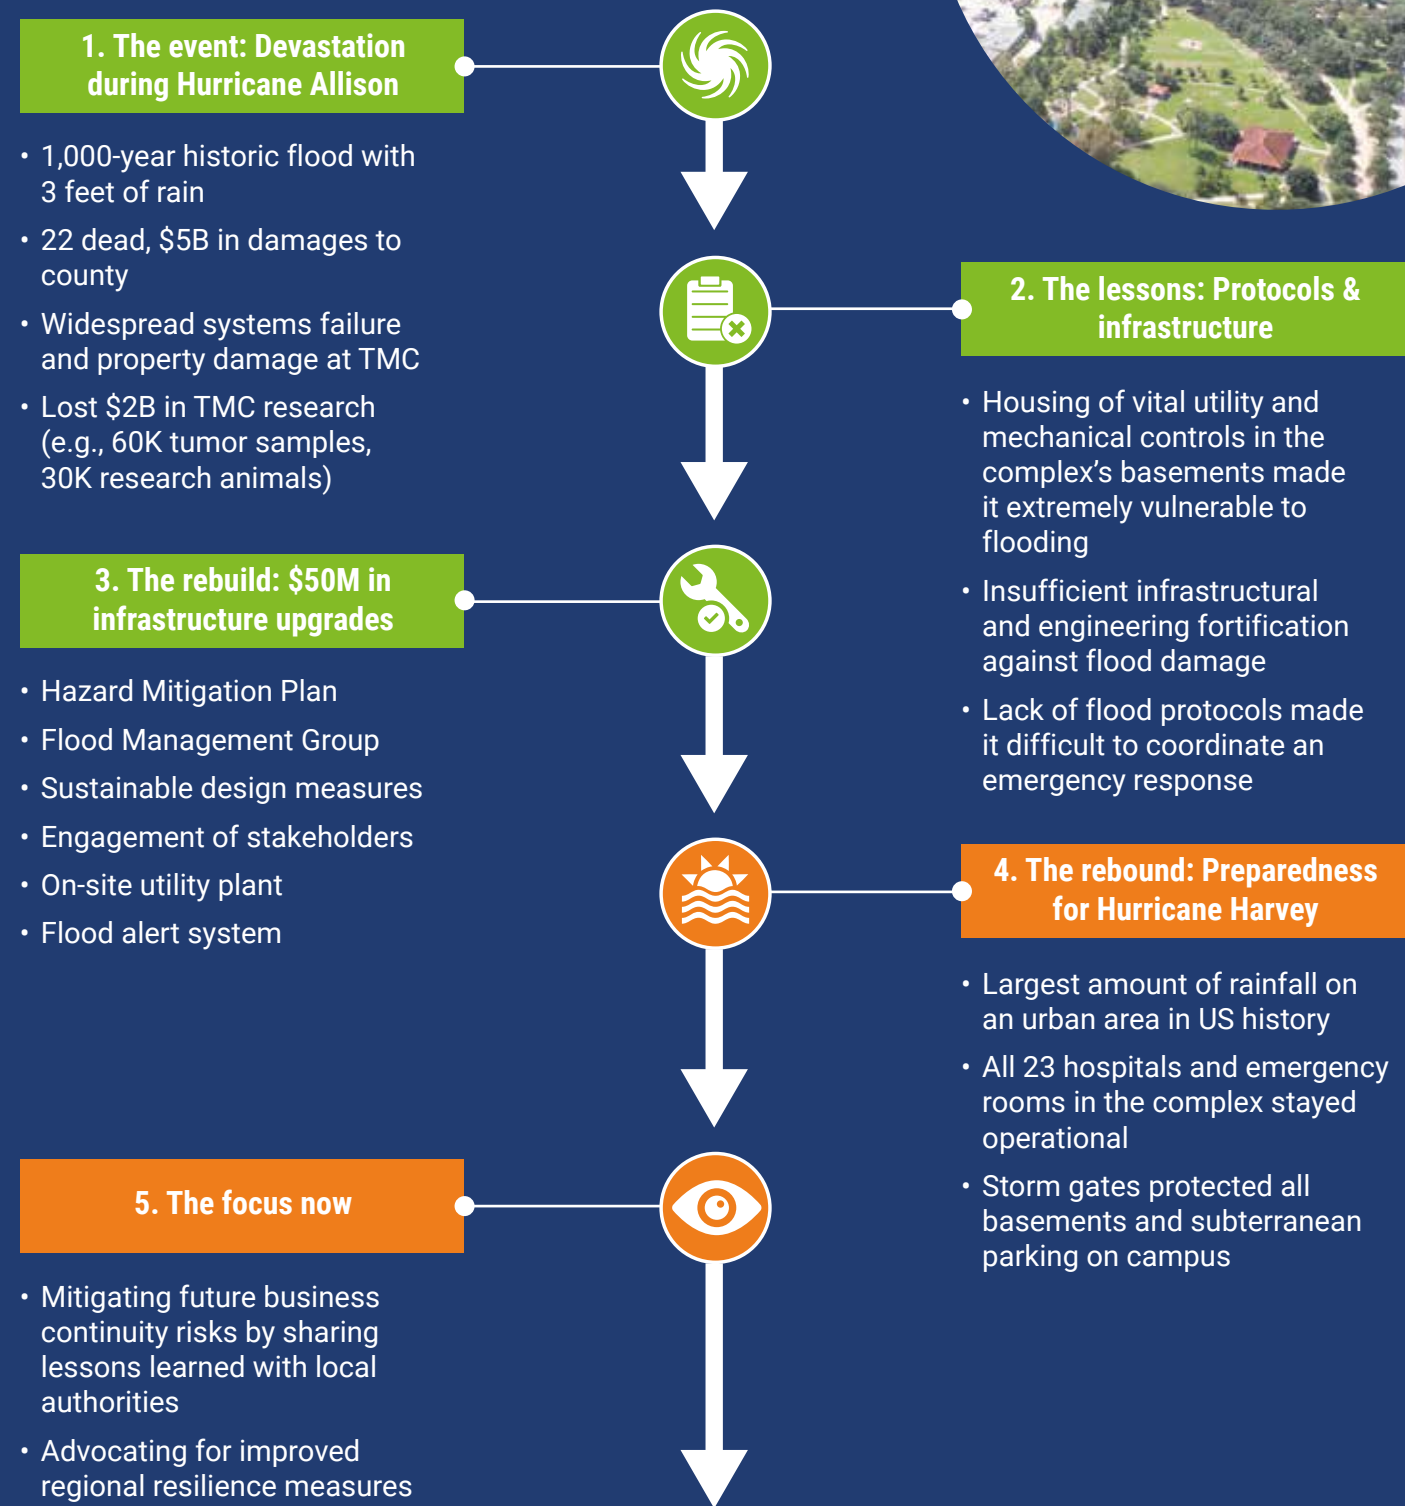 1. The event: Devastation
during Hurricane Allison
• 1,000-year historic flood with
3 feet of rain
• 22 dead, $5B in damages to
county
• Widespread systems failure
and property damage at TMC
• Lost $2B in TMC research
(e.g., 60K tumor samples,
30K research animals)
2. The lessons: Protocols &
infrastructure
• Housing of vital utility and
mechanical controls in the
complex’s basements made
it extremely vulnerable to
flooding
• Insufficient infrastructural
and engineering fortification
against flood damage
• Lack of flood protocols made
it difficult to coordinate an
emergency response
3. The rebuild: $50M in
infrastructure upgrades
• Hazard Mitigation Plan
• Flood Management Group
• Sustainable design measures
• Engagement of stakeholders
• On-site utility plant
• Flood alert system
4. The rebound: Preparedness
for Hurricane Harvey
• Largest amount of rainfall on
an urban area in US history
• All 23 hospitals and emergency
rooms in the complex stayed
operational
• Storm gates protected all
basements and subterranean
parking on campus
5. The focus now
• Mitigating future business
continuity risks by sharing
lessons learned with local
authorities
• Advocating for improved
regional resilience measures